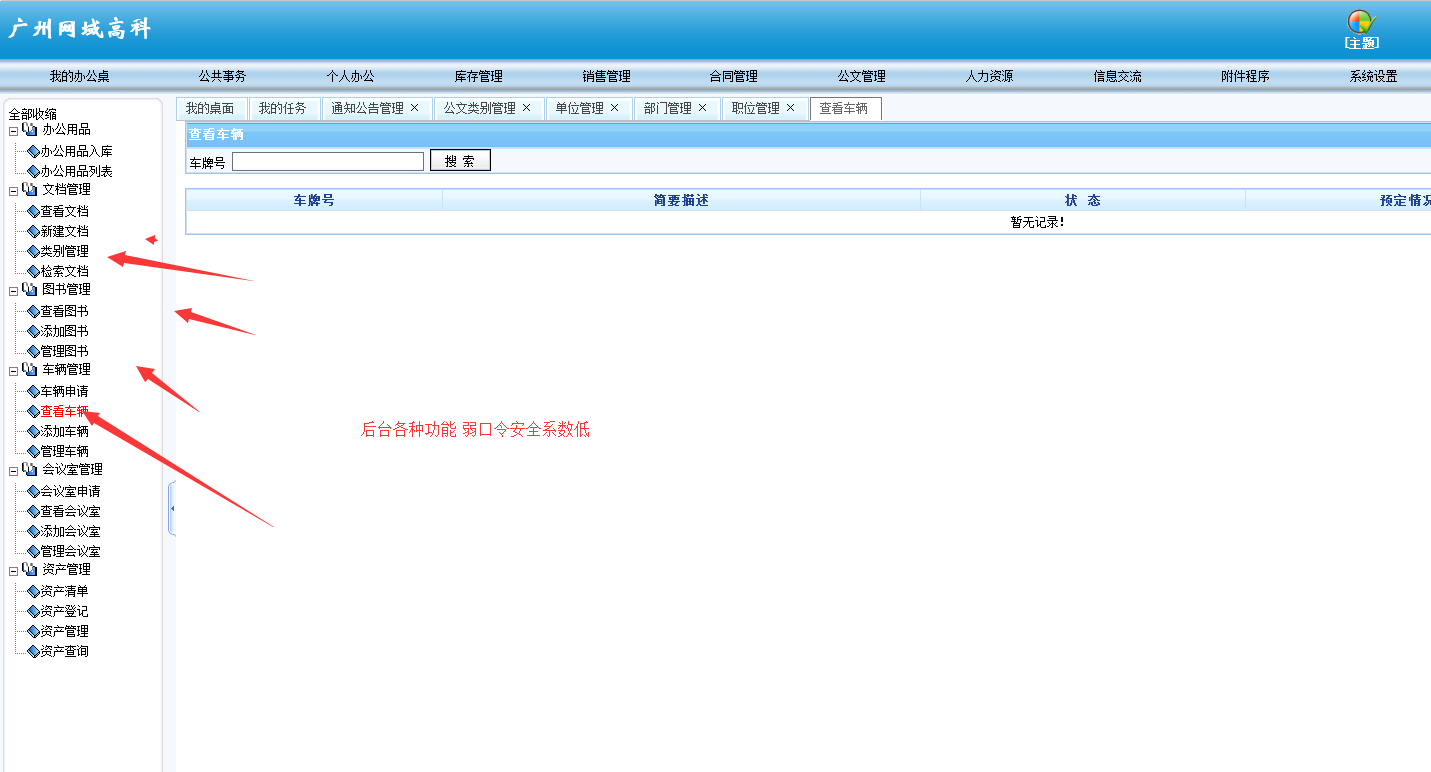 广州网域高科
[主题]
我的办公桌 公共事务 个人办公 库存管理 销售管理 合同管理 公文管理 人力资源 信息交流 附件程序 系统设置
我的桌面 我的任务 通知公告管理 × 公文类别管理 × 单位管理 × 部门管理 × 职位管理 × 查看车辆
全部收缩
办公用品
办公用品入库
办公用品列表
文档管理
查看文档
新建文档
类别管理
检索文档
图书管理
查看图书
添加图书
管理图书
车辆管理
车辆申请
查看车辆
添加车辆
管理车辆
会议室管理
会议室申请
查看会议室
添加会议室
管理会议室
资产管理
资产清单
资产登记
资产管理
资产查询
查看车辆
车牌号 搜 索
车牌号 简要描述 状 态 预定情况
暂无记录!
后台各种功能 弱口令安全系数低